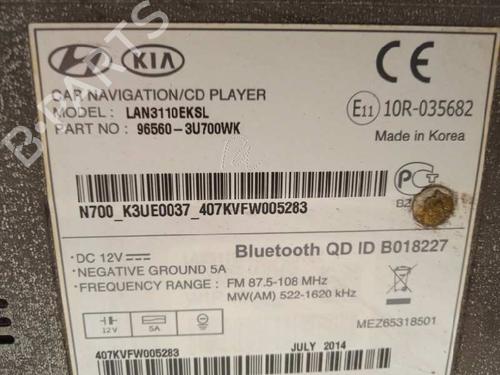 KIA
CAR NAVIGATION/CD PLAYER
MODEL : LAN3110EKSL
PART NO : 96560-3U700WK
CE
E11 10R-035682
Made in Korea
N700_K3UE0037_407KVFW005283
DC 12V
NEGATIVE GROUND 5A
FREQUENCY RANGE : FM 87.5-108 MHz
MW(AM) 522-1620 kHz
Bluetooth QD ID B018227
12V
5A
MEZ65318501
407KVFW005283
JULY 2014
B-PARTS